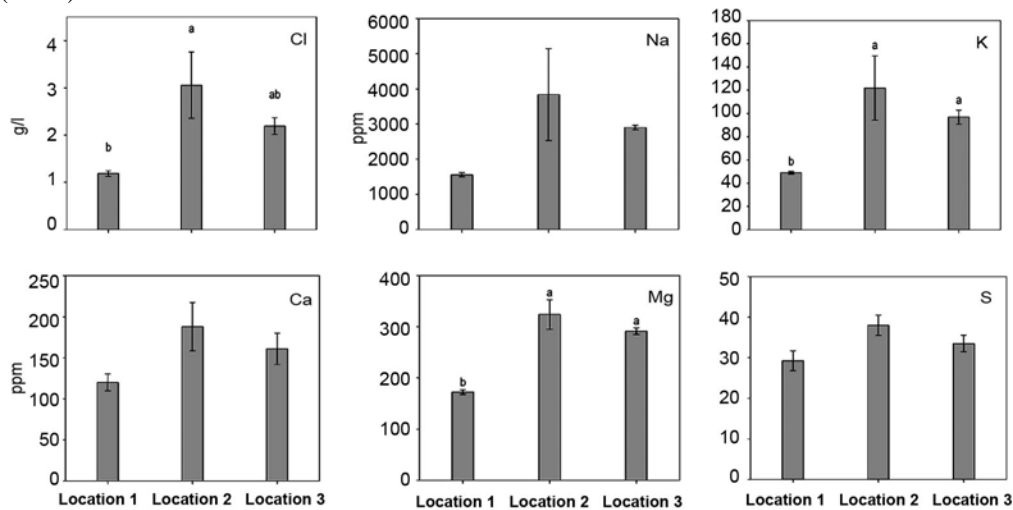 Cl
g/l
4
3
2
1
0
b
a
ab
Na
ppm
6000
5000
4000
3000
2000
1000
0
K
180
160
140
120
100
80
60
40
20
0
b
a
a
Ca
ppm
250
200
150
100
50
0
Location 1 Location 2 Location 3
Mg
400
300
200
100
0
b
a
a
Location 1 Location 2 Location 3
S
50
40
30
20
10
0
Location 1 Location 2 Location 3